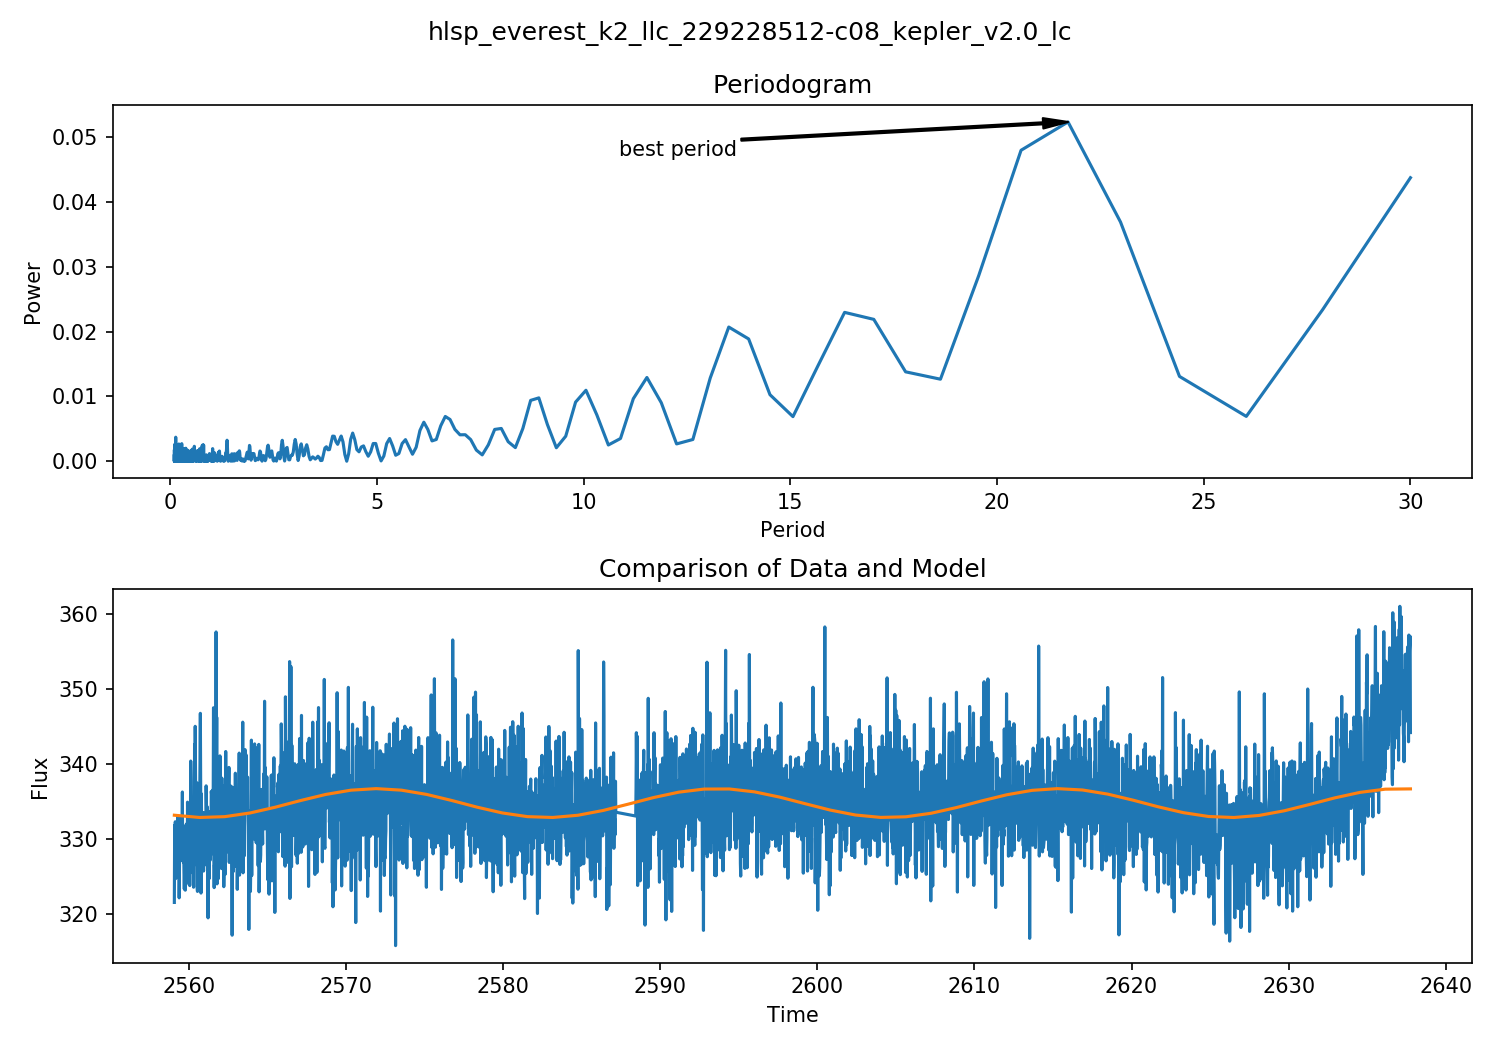 hlsp_everest_k2_llc_229228512-c08_kepler_v2.0_lc
Periodogram
0.05
0.04
0.03
0.02
0.01
0.00
Power
best period
0 5 10 15 20 25 30
Period
Comparison of Data and Model
360
350
340
330
320
Flux
2560 2570 2580 2590 2600 2610 2620 2630 2640
Time